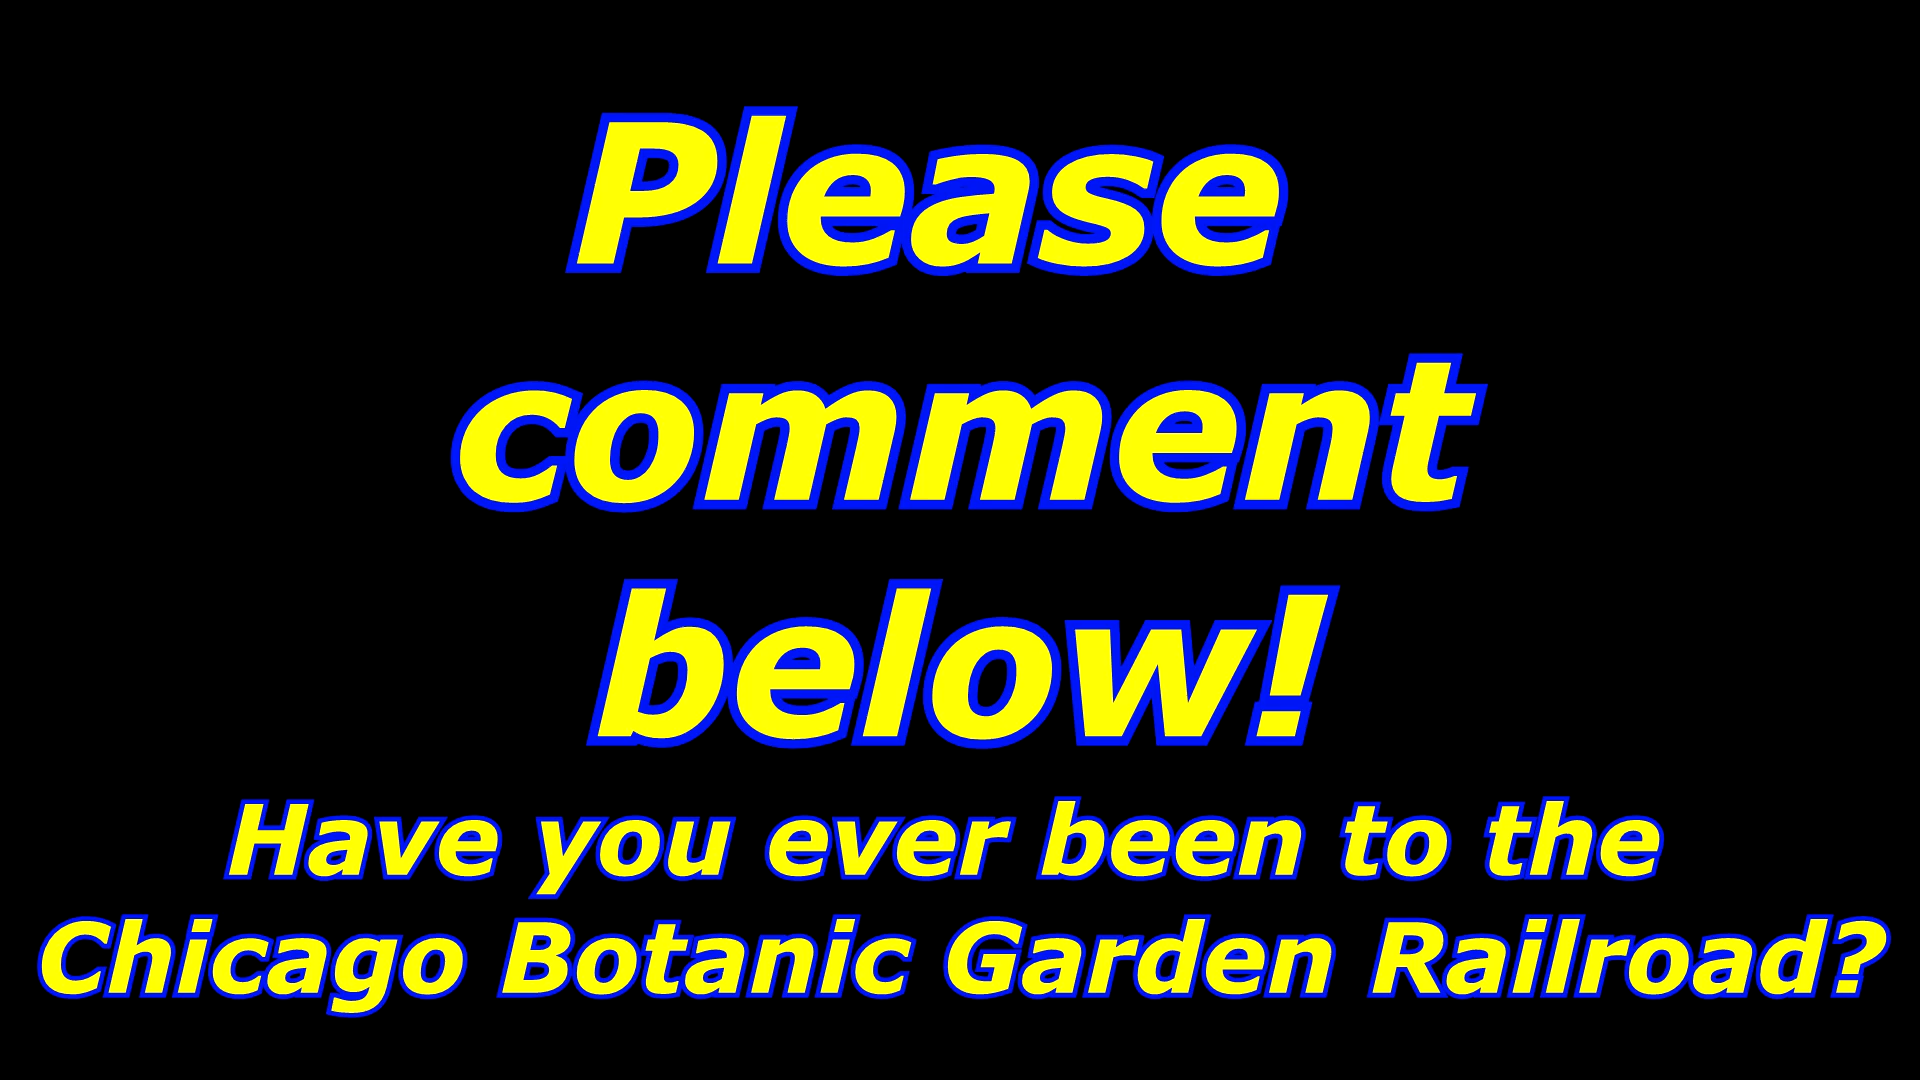 Please
comment
below!
Have you ever been to the
Chicago Botanic Garden Railroad?